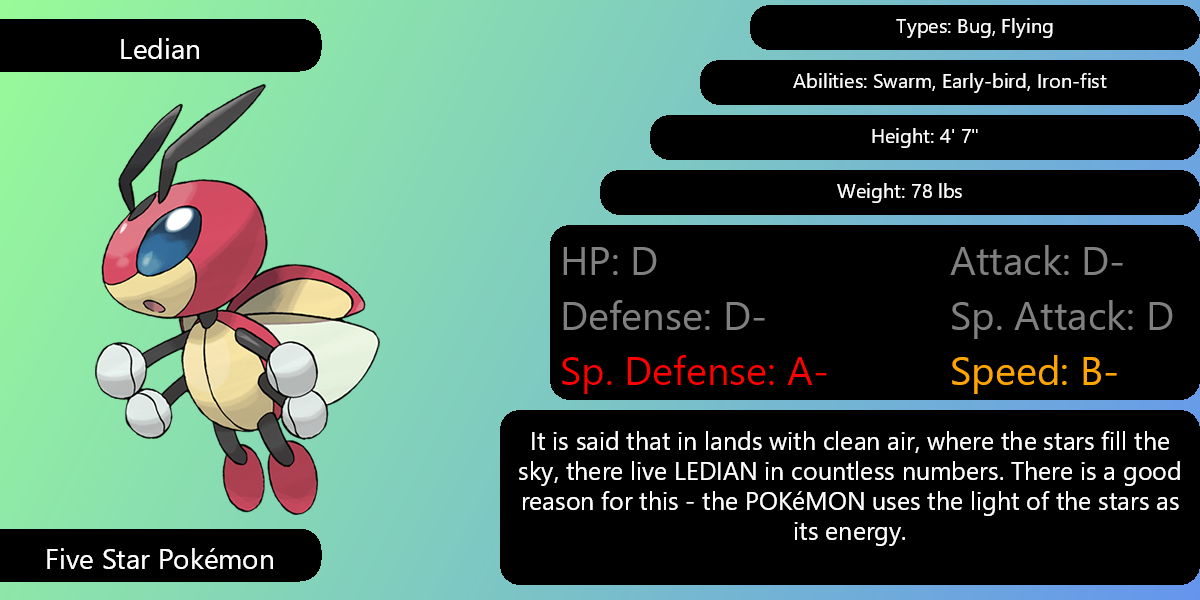 Ledian
Types: Bug, Flying
Abilities: Swarm, Early-bird, Iron-fist
Height: 4' 7"
Weight: 78 lbs
HP: D
Attack: D-
Defense: D-
Sp. Attack: D
Sp. Defense: A-
Speed: B-
It is said that in lands with clean air, where the stars fill the
sky, there live LEDIAN in countless numbers. There is a good
reason for this - the POKéMON uses the light of the stars as
its energy.
Five Star Pokémon